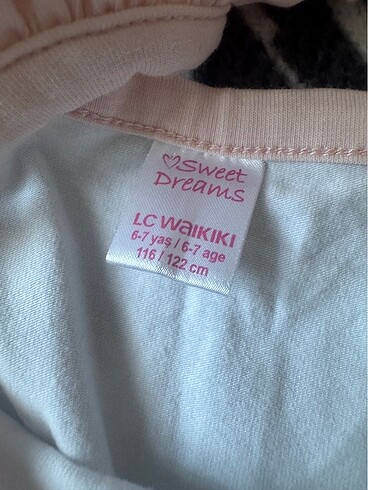 ♡Sweet
Dreams
LC WAIKIKI
6-7 yaş / 6-7 age
116 / 122 cm